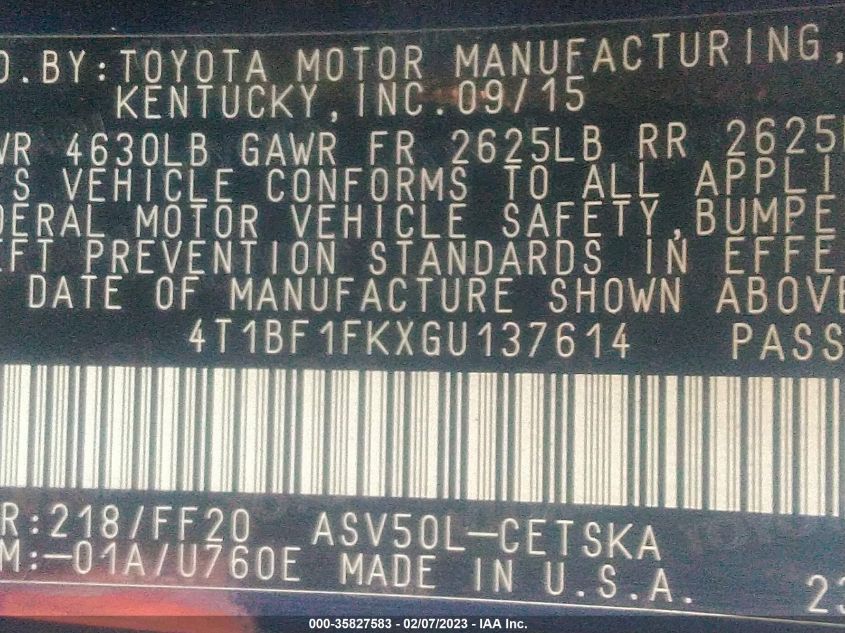 D.BY:TOYOTA MOTOR MANUFACTURING,
KENTUCKY,INC.09/15
WR 4630LB GAWR FR 2625LB RR 2625
S VEHICLE CONFORMS TO ALL APPLI
DERAL MOTOR VEHICLE SAFETY,BUMPE
EFT PREVENTION STANDARDS IN EFFE
DATE OF MANUFACTURE SHOWN ABOVE
4T1BF1FKXGU137614 PASS
R:218/FF20 ASV50L-CETSKA
M:-01A/U760E MADE IN U.S.A. 23
000-35827583 - 02/07/2023 - IAA Inc.